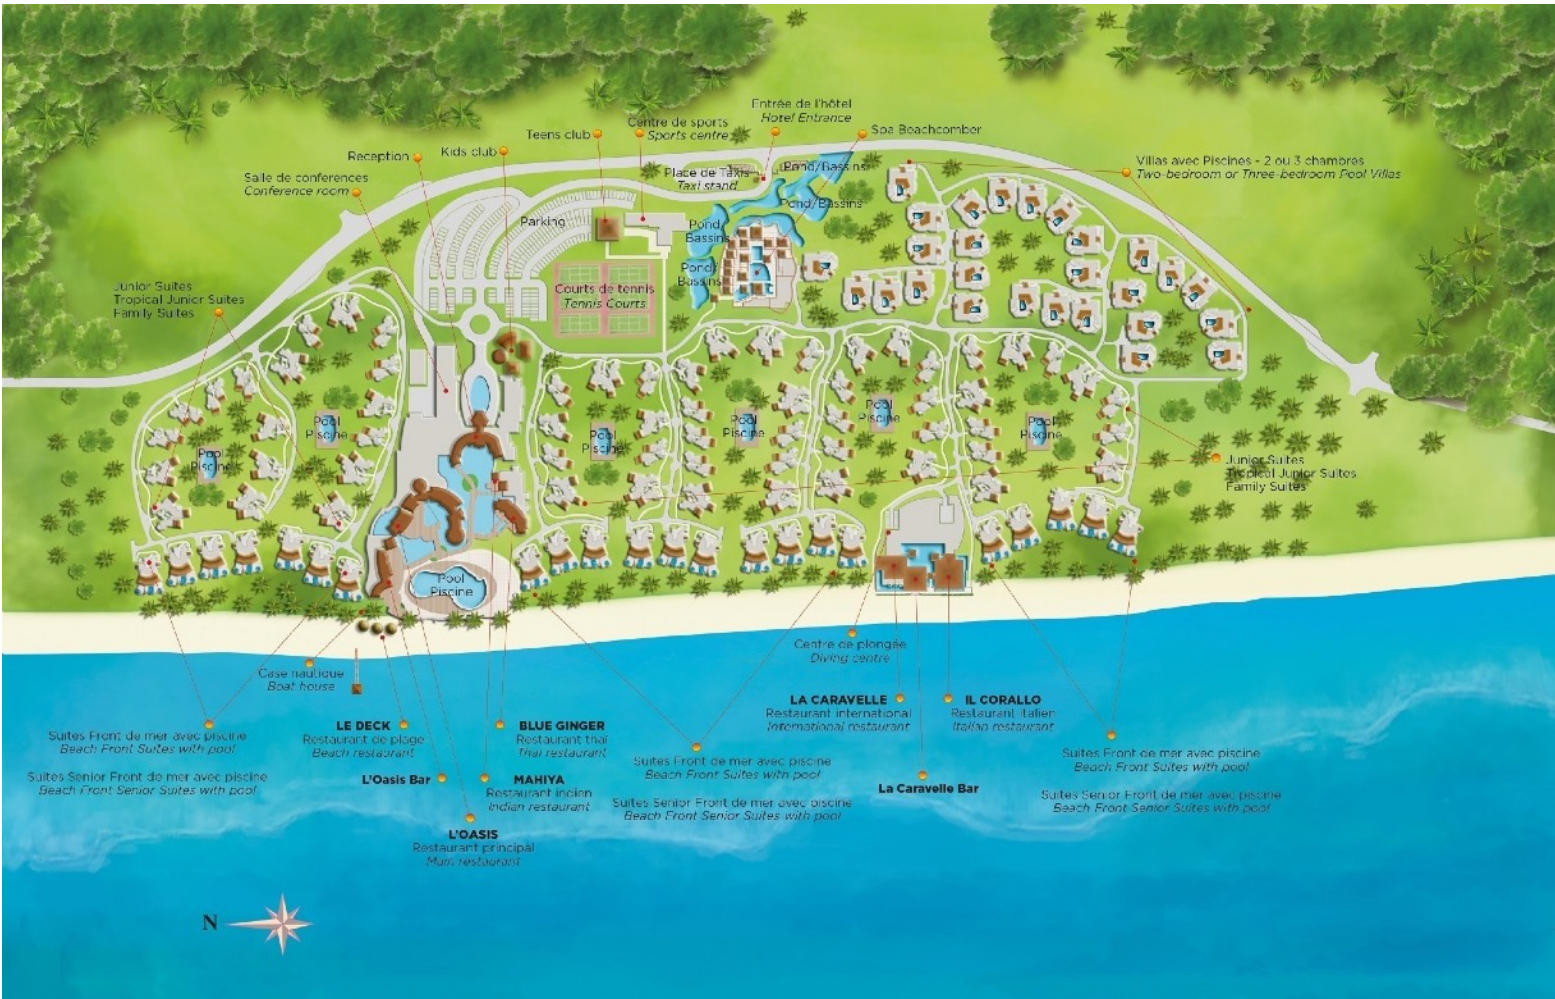 Entrée de l'hôtel
Hotel Entrance
Centre de sports
Sports centre
Teens club
Spa Beachcomber
Kids club
Reception
Salle de conferences
Conference room
Place de Taxis
Taxi stand
Pond/Bassins
Villas avec Piscines - 2 ou 3 chambres
Two-bedroom or Three-bedroom Pool Villas
Pond/Bassins
Parking
Pond/
Bassins
Pond/
Bassins
Courts de tennis
Tennis Courts
Junior Suites
Tropical Junior Suites
Family Suites
Pool
Piscine
Pool
Piscine
Pool
Piscine
Pool
Piscine
Pool
Piscine
Pool
Piscine
Junior Suites
Tropical Junior Suites
Family Suites
Pool
Piscine
Centre de plongée
Diving centre
Case nautique
Boat house
LA CARAVELLE
Restaurant international
International restaurant
IL CORALLO
Restaurant italien
Italian restaurant
Suites Front de mer avec piscine
Beach Front Suites with pool
Suites Senior Front de mer avec piscine
Beach Front Senior Suites with pool
LE DECK
Restaurant de plage
Beach restaurant
BLUE GINGER
Restaurant thaï
Thai restaurant
L'Oasis Bar
MAHIYA
Restaurant indien
Indian restaurant
L'OASIS
Restaurant principal
Main restaurant
Suites Front de mer avec piscine
Beach Front Suites with pool
Suites Senior Front de mer avec piscine
Beach Front Senior Suites with pool
La Caravelle Bar
Suites Front de mer avec piscine
Beach Front Suites with pool
Suites Senior Front de mer avec piscine
Beach Front Senior Suites with pool
N